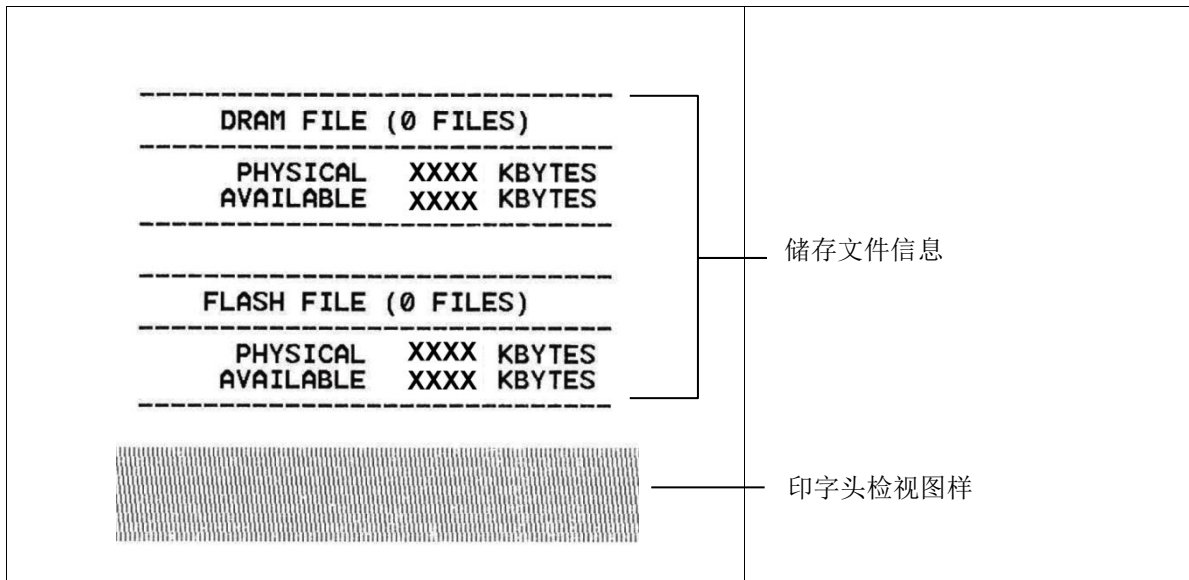 DRAM FILE (0 FILES)
PHYSICAL XXXX KBYTES
AVAILABLE XXXX KBYTES
FLASH FILE (0 FILES)
PHYSICAL XXXX KBYTES
AVAILABLE XXXX KBYTES
储存文件信息
印字头检视图样